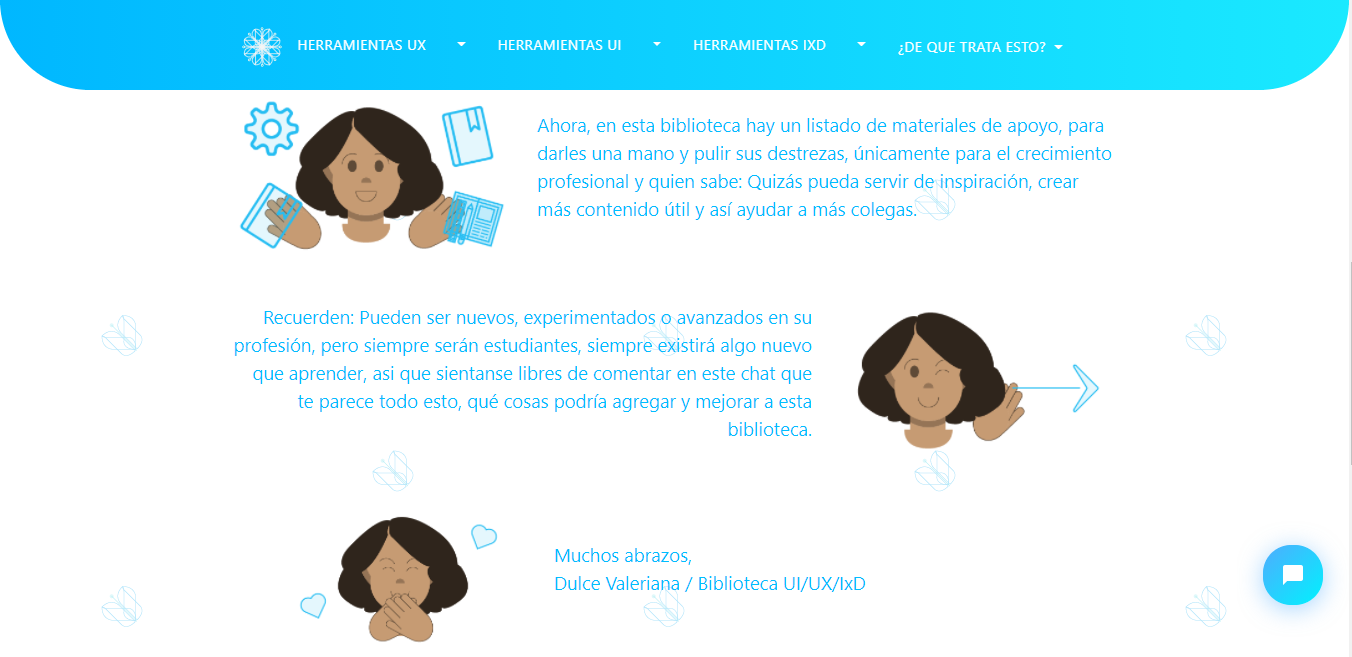 HERRAMIENTAS UX
HERRAMIENTAS UI
HERRAMIENTAS IXD
¿DE QUE TRATA ESTO?
Ahora, en esta biblioteca hay un listado de materiales de apoyo, para
darles una mano y pulir sus destrezas, únicamente para el crecimiento
profesional y quien sabe: Quizás pueda servir de inspiración, crear
más contenido útil y así ayudar a más colegas.
Recuerden: Pueden ser nuevos, experimentados o avanzados en su
profesión, pero siempre serán estudiantes, siempre existirá algo nuevo
que aprender, asi que sientanse libres de comentar en este chat que
te parece todo esto, qué cosas podría agregar y mejorar a esta
biblioteca.
Muchos abrazos,
Dulce Valeriana / Biblioteca UI/UX/IxD